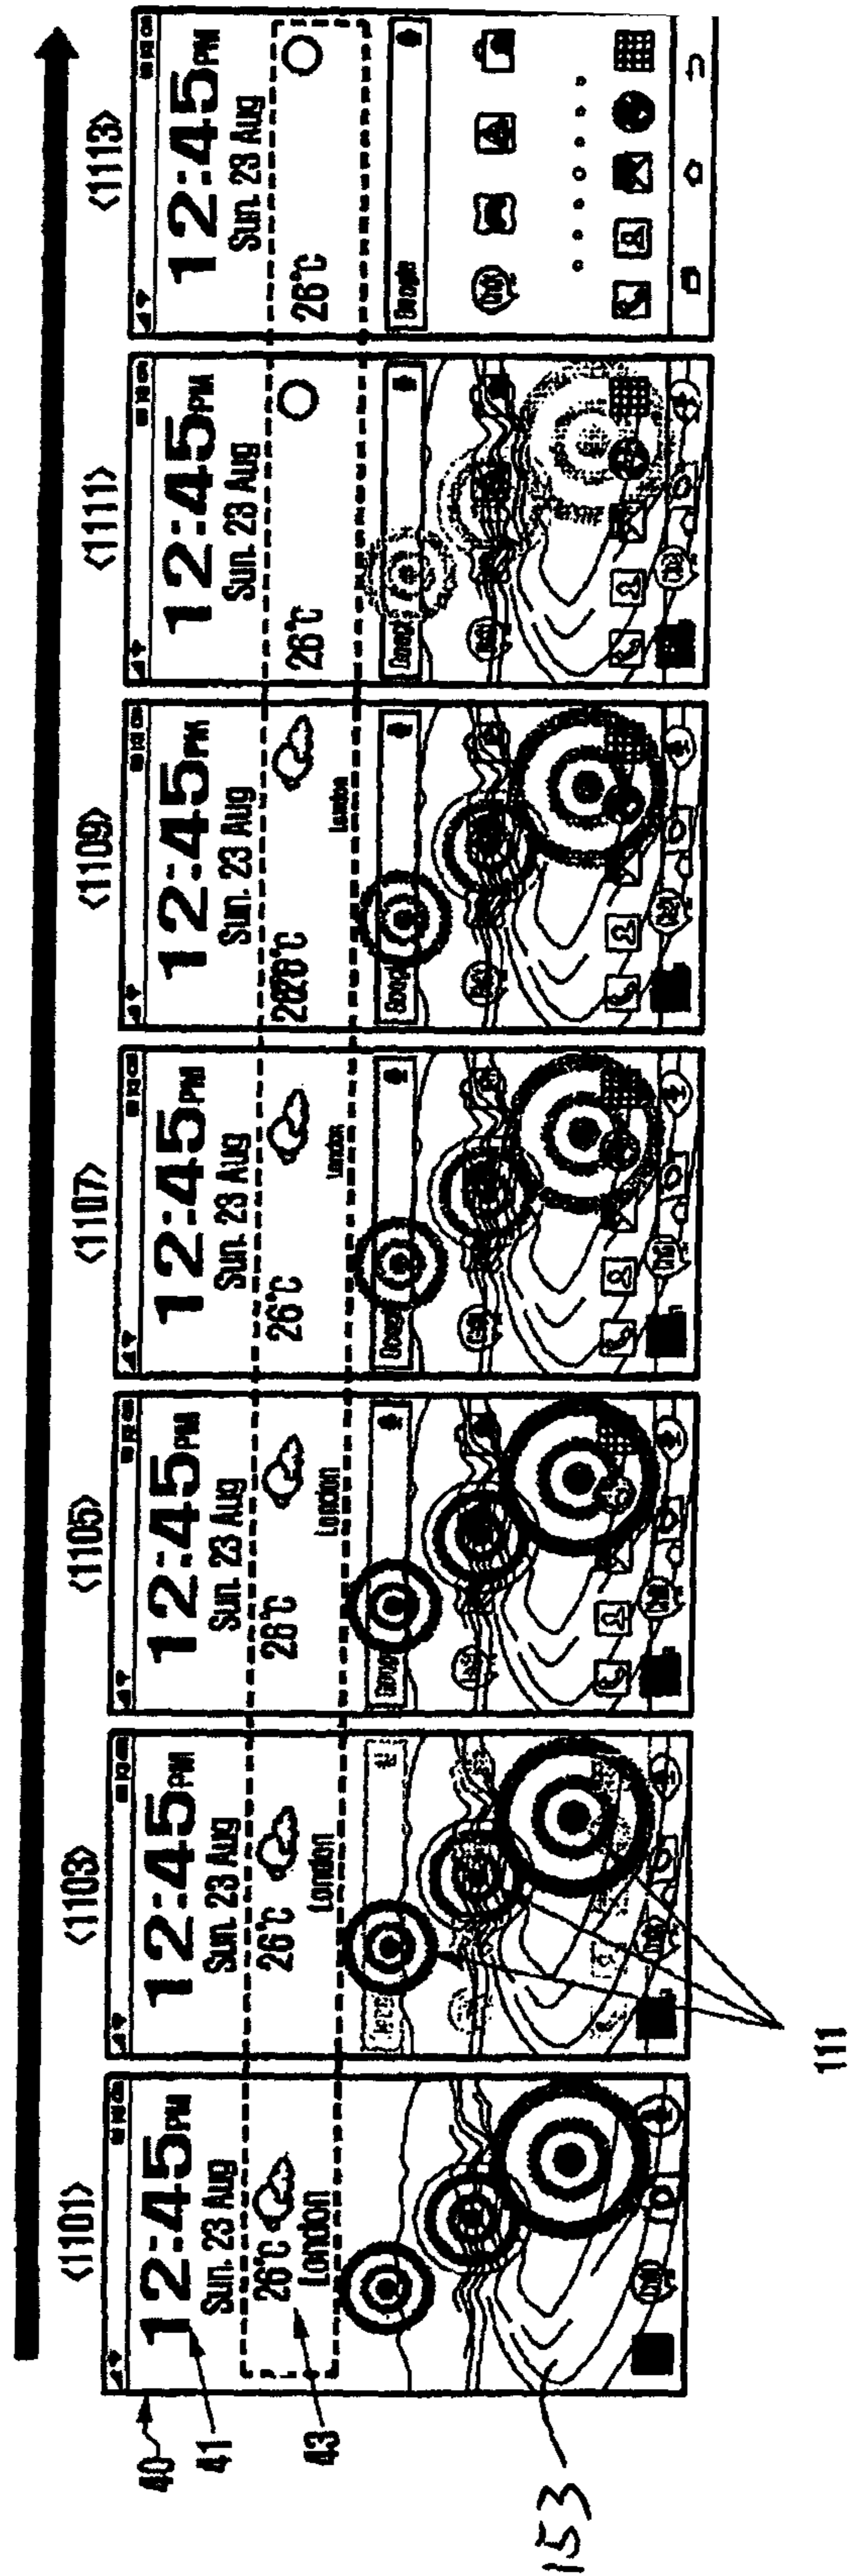 <1101>
12:45PM
Sun. 23 Aug
26°C
London
<1103>
12:45PM
Sun. 23 Aug
26°C
London
<1105>
12:45PM
Sun. 23 Aug
26°C
London
<1107>
12:45PM
Sun. 23 Aug
26°C
London
Google
<1109>
12:45PM
Sun. 23 Aug
London
Google
<1111>
12:45PM
Sun. 23 Aug
26°C
<1113>
12:45PM
Sun. 23 Aug
26°C
Google
40
41
43
153
111